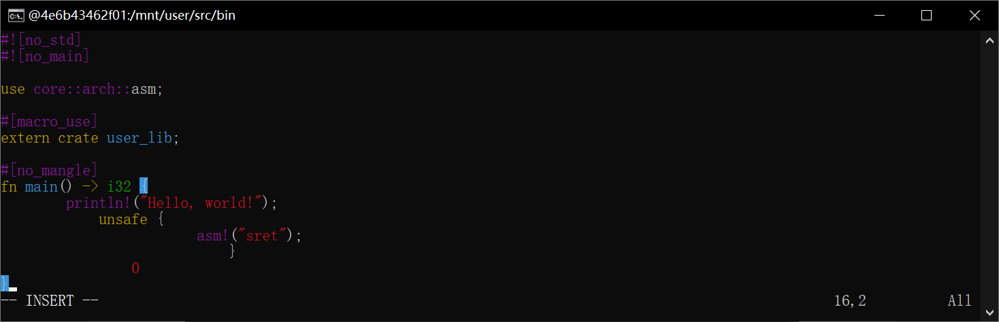 @4e6b43462f01:/mnt/user/src/bin
#![no_std]
#![no_main]
use core::arch::asm;
#[macro_use]
extern crate user_lib;
#[no_mangle]
fn main() -> i32 {
println!("Hello, world!");
unsafe {
asm!("sret");
}
0
}
-- INSERT -- 16,2 All